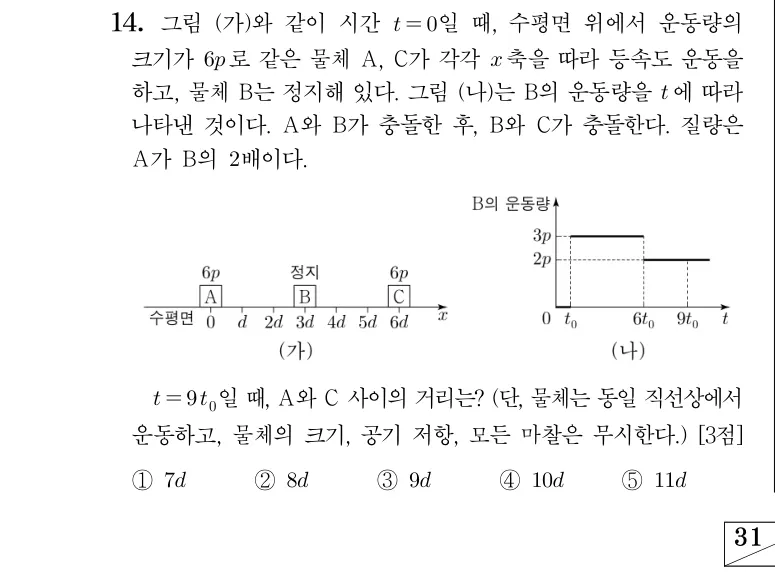 14. 그림 (가)와 같이 시간 t=0일 때, 수평면 위에서 운동량의
크기가 6p로 같은 물체 A, C가 각각 x축을 따라 등속도 운동을
하고, 물체 B는 정지해 있다. 그림 (나)는 B의 운동량을 t에 따라
나타낸 것이다. A와 B가 충돌한 후, B와 C가 충돌한다. 질량은
A가 B의 2배이다.
B의 운동량
3p
2p
0 t₀ 6t₀ 9t₀ t
(나)
6p 정지 6p
A B C
수평면 0 d 2d 3d 4d 5d 6d x
(가)
t=9t₀일 때, A와 C 사이의 거리는? (단, 물체는 동일 직선상에서
운동하고, 물체의 크기, 공기 저항, 모든 마찰은 무시한다.) [3점]
① 7d ② 8d ③ 9d ④ 10d ⑤ 11d
31